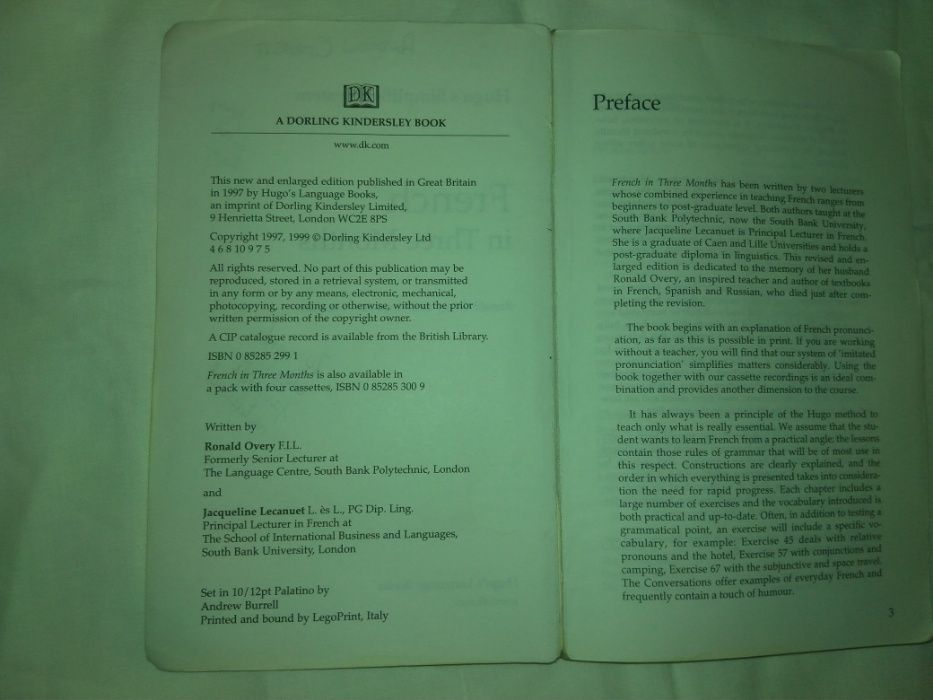 DK
A DORLING KINDERSLEY BOOK
www.dk.com
This new and enlarged edition published in Great Britain
in 1997 by Hugo's Language Books,
an imprint of Dorling Kindersley Limited,
9 Henrietta Street, London WC2E 8PS
Copyright 1997, 1999 © Dorling Kindersley Ltd
4 6 8 10 9 7 5
All rights reserved. No part of this publication may be
reproduced, stored in a retrieval system, or transmitted
in any form or by any means, electronic, mechanical,
photocopying, recording or otherwise, without the prior
written permission of the copyright owner.
A CIP catalogue record is available from the British Library.
ISBN 0 85285 299 1
French in Three Months is also available in
a pack with four cassettes, ISBN 0 85285 300 9
Written by
Ronald Overy F.I.L.
Formerly Senior Lecturer at
The Language Centre, South Bank Polytechnic, London
and
Jacqueline Lecanuet L. ès L., PG Dip. Ling.
Principal Lecturer in French at
The School of International Business and Languages,
South Bank University, London
Set in 10/12pt Palatino by
Andrew Burrell
Printed and bound by LegoPrint, Italy
Preface
French in Three Months has been written by two lecturers
whose combined experience in teaching French ranges from
beginners to post-graduate level. Both authors taught at the
South Bank Polytechnic, now the South Bank University,
where Jacqueline Lecanuet is Principal Lecturer in French.
She is a graduate of Caen and Lille Universities and holds a
post-graduate diploma in linguistics. This revised and en-
larged edition is dedicated to the memory of her husband
Ronald Overy, an inspired teacher and author of textbooks
in French, Spanish and Russian, who died just after com-
pleting the revision.
The book begins with an explanation of French pronunci-
ation, as far as this is possible in print. If you are working
without a teacher, you will find that our system of 'imitated
pronunciation' simplifies matters considerably. Using the
book together with our cassette recordings is an ideal com-
bination and provides another dimension to the course.
It has always been a principle of the Hugo method to
teach only what is really essential. We assume that the stu-
dent wants to learn French from a practical angle; the lessons
contain those rules of grammar that will be of most use in
this respect. Constructions are clearly explained, and the
order in which everything is presented takes into considera-
tion the need for rapid progress. Each chapter includes a
large number of exercises and the vocabulary introduced is
both practical and up-to-date. Often, in addition to testing a
grammatical point, an exercise will include a specific vo-
cabulary, for example: Exercise 45 deals with relative
pronouns and the hotel, Exercise 57 with conjunctions and
camping, Exercise 67 with the subjunctive and space travel.
The Conversations offer examples of everyday French and
frequently contain a touch of humour.
3